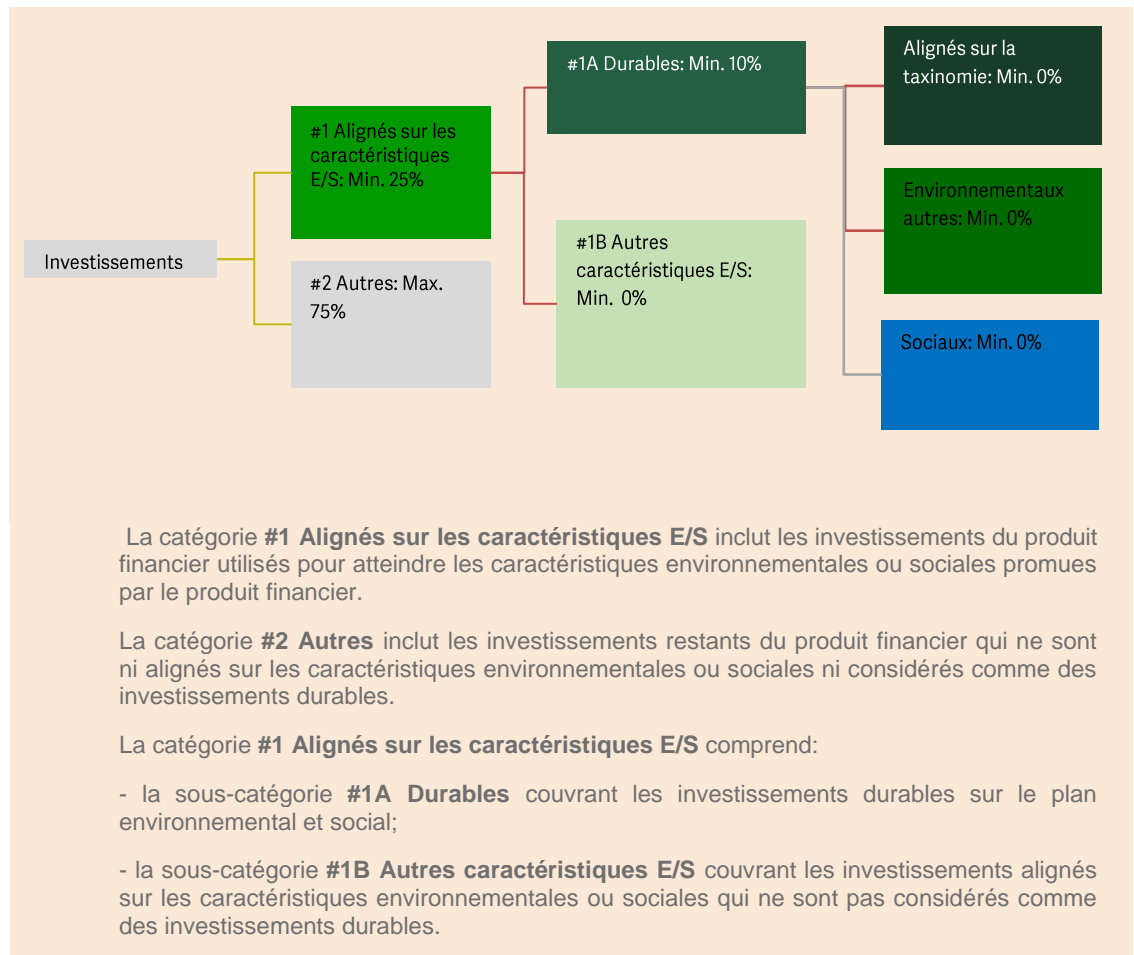 Investissements
#1 Alignés sur les
caractéristiques
E/S: Min. 25%
#2 Autres: Max.
75%
#1A Durables: Min. 10%
#1B Autres
caractéristiques E/S:
Min. 0%
Alignés sur la
taxinomie: Min. 0%
Environnementaux
autres: Min. 0%
Sociaux: Min. 0%
La catégorie #1 Alignés sur les caractéristiques E/S inclut les investissements du produit
financier utilisés pour atteindre les caractéristiques environnementales ou sociales promues
par le produit financier.
La catégorie #2 Autres inclut les investissements restants du produit financier qui ne sont
ni alignés sur les caractéristiques environnementales ou sociales ni considérés comme des
investissements durables.
La catégorie #1 Alignés sur les caractéristiques E/S comprend:
- la sous-catégorie #1A Durables couvrant les investissements durables sur le plan
environnemental et social;
- la sous-catégorie #1B Autres caractéristiques E/S couvrant les investissements alignés
sur les caractéristiques environnementales ou sociales qui ne sont pas considérés comme
des investissements durables.